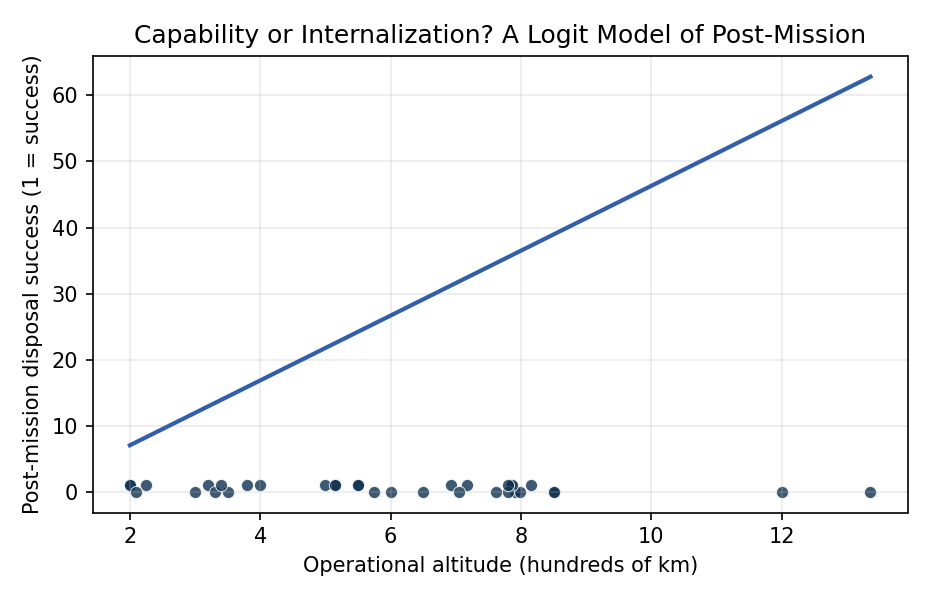 Capability or Internalization? A Logit Model of Post-Mission
Post-mission disposal success (1 = success)
60
50
40
30
20
10
0
2 4 6 8 10 12
Operational altitude (hundreds of km)